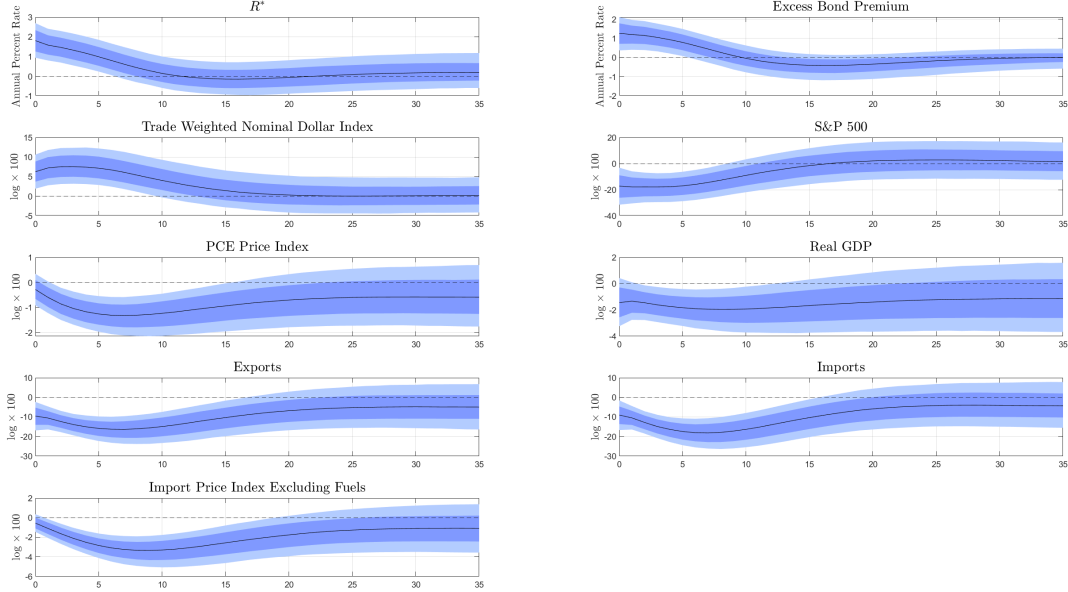 R*
Annual Percent Rate
3
2
1
0
-1
0 5 10 15 20 25 30 35
Excess Bond Premium
Annual Percent Rate
2
1
0
-1
-2
0 5 10 15 20 25 30 35
Trade Weighted Nominal Dollar Index
log × 100
15
10
5
0
-5
0 5 10 15 20 25 30 35
S&P 500
log × 100
20
0
-20
-40
0 5 10 15 20 25 30 35
PCE Price Index
log × 100
1
0
-1
-2
0 5 10 15 20 25 30 35
Real GDP
log × 100
2
0
-2
-4
0 5 10 15 20 25 30 35
Exports
log × 100
10
0
-10
-20
-30
0 5 10 15 20 25 30 35
Imports
log × 100
10
0
-10
-20
-30
0 5 10 15 20 25 30 35
Import Price Index Excluding Fuels
log × 100
2
0
-2
-4
-6
0 5 10 15 20 25 30 35